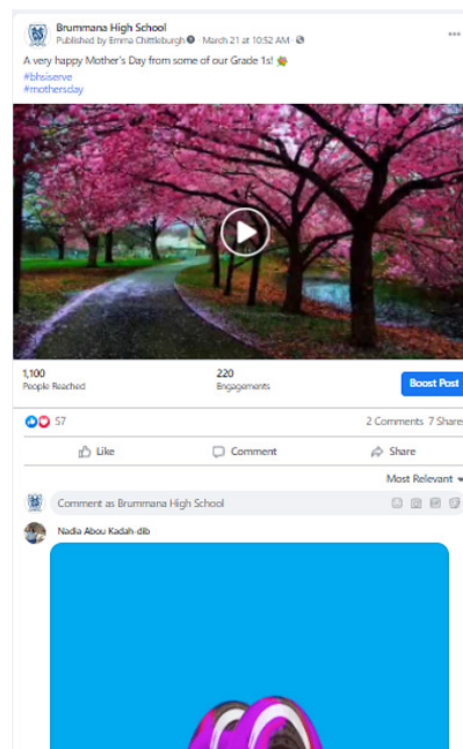 Brummana High School
Published by Emma Chittleburgh · March 21 at 10:52 AM ·
A very happy Mother's Day from some of our Grade 1s! 💐
#bhsiserve
#mothersday
1,100
People Reached
220
Engagements
Boost Post
57
2 Comments 7 Share
Like
Comment
Share
Most Relevant
Comment as Brummana High School
Nadia Abou Kadah-dib